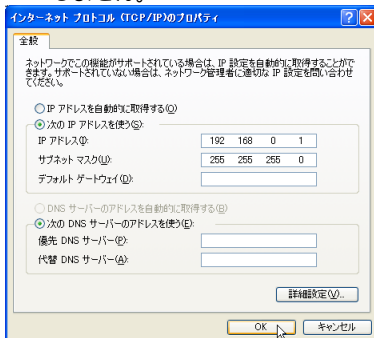 インターネット プロトコル (TCP/IP)のプロパティ
全般
ネットワークでこの機能がサポートされている場合は、IP 設定を自動的に取得することがで
きます。サポートされていない場合は、ネットワーク管理者に適切な IP 設定を問い合わせ
てください。
IP アドレスを自動的に取得する(O)
次の IP アドレスを使う(S):
IP アドレス(I): 192 168 0 1
サブネット マスク(U): 255 255 255 0
デフォルト ゲートウェイ(D):
DNS サーバーのアドレスを自動的に取得する(B)
次の DNS サーバーのアドレスを使う(E):
優先 DNS サーバー(P):
代替 DNS サーバー(A):
詳細設定(V)...
OK キャンセル